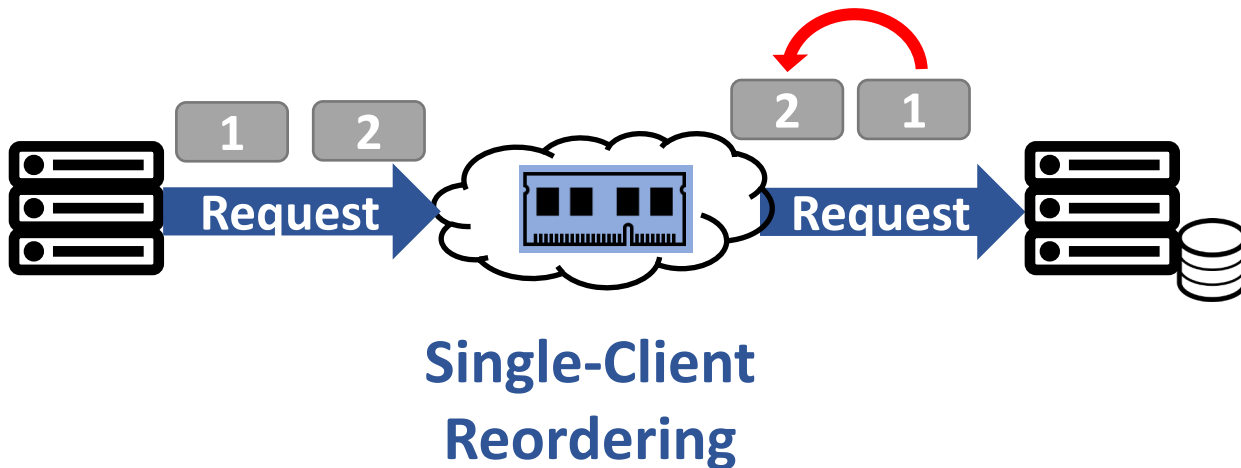 1 2
2 1
Request
Request
Single-Client
Reordering